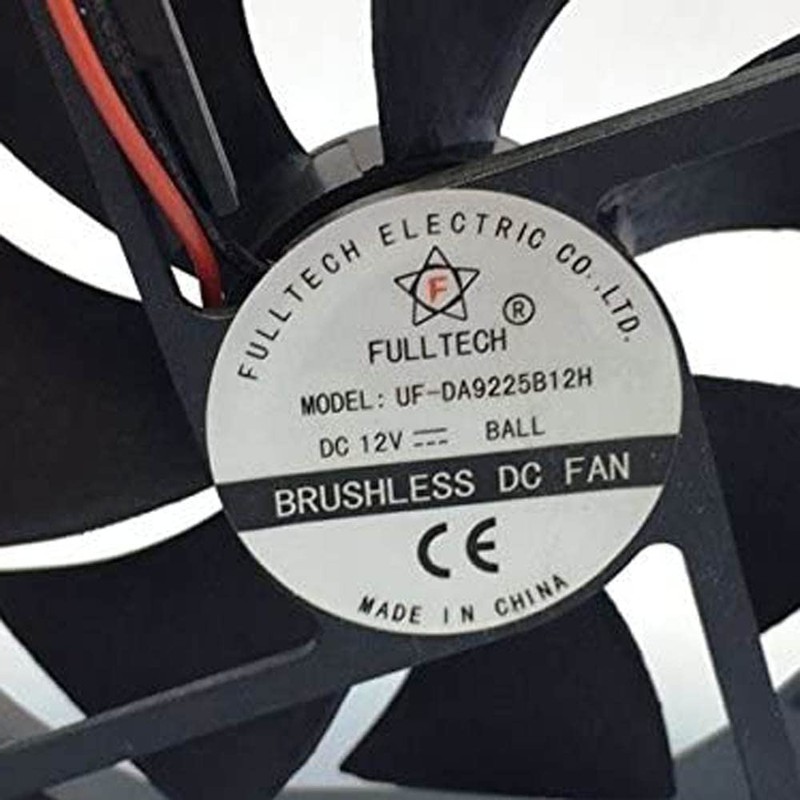 FULLTECH ELECTRIC CO.,LTD.
F
FULLTECH ®
MODEL: UF-DA9225B12H
DC 12V ⎓ BALL
BRUSHLESS DC FAN
CE
MADE IN CHINA